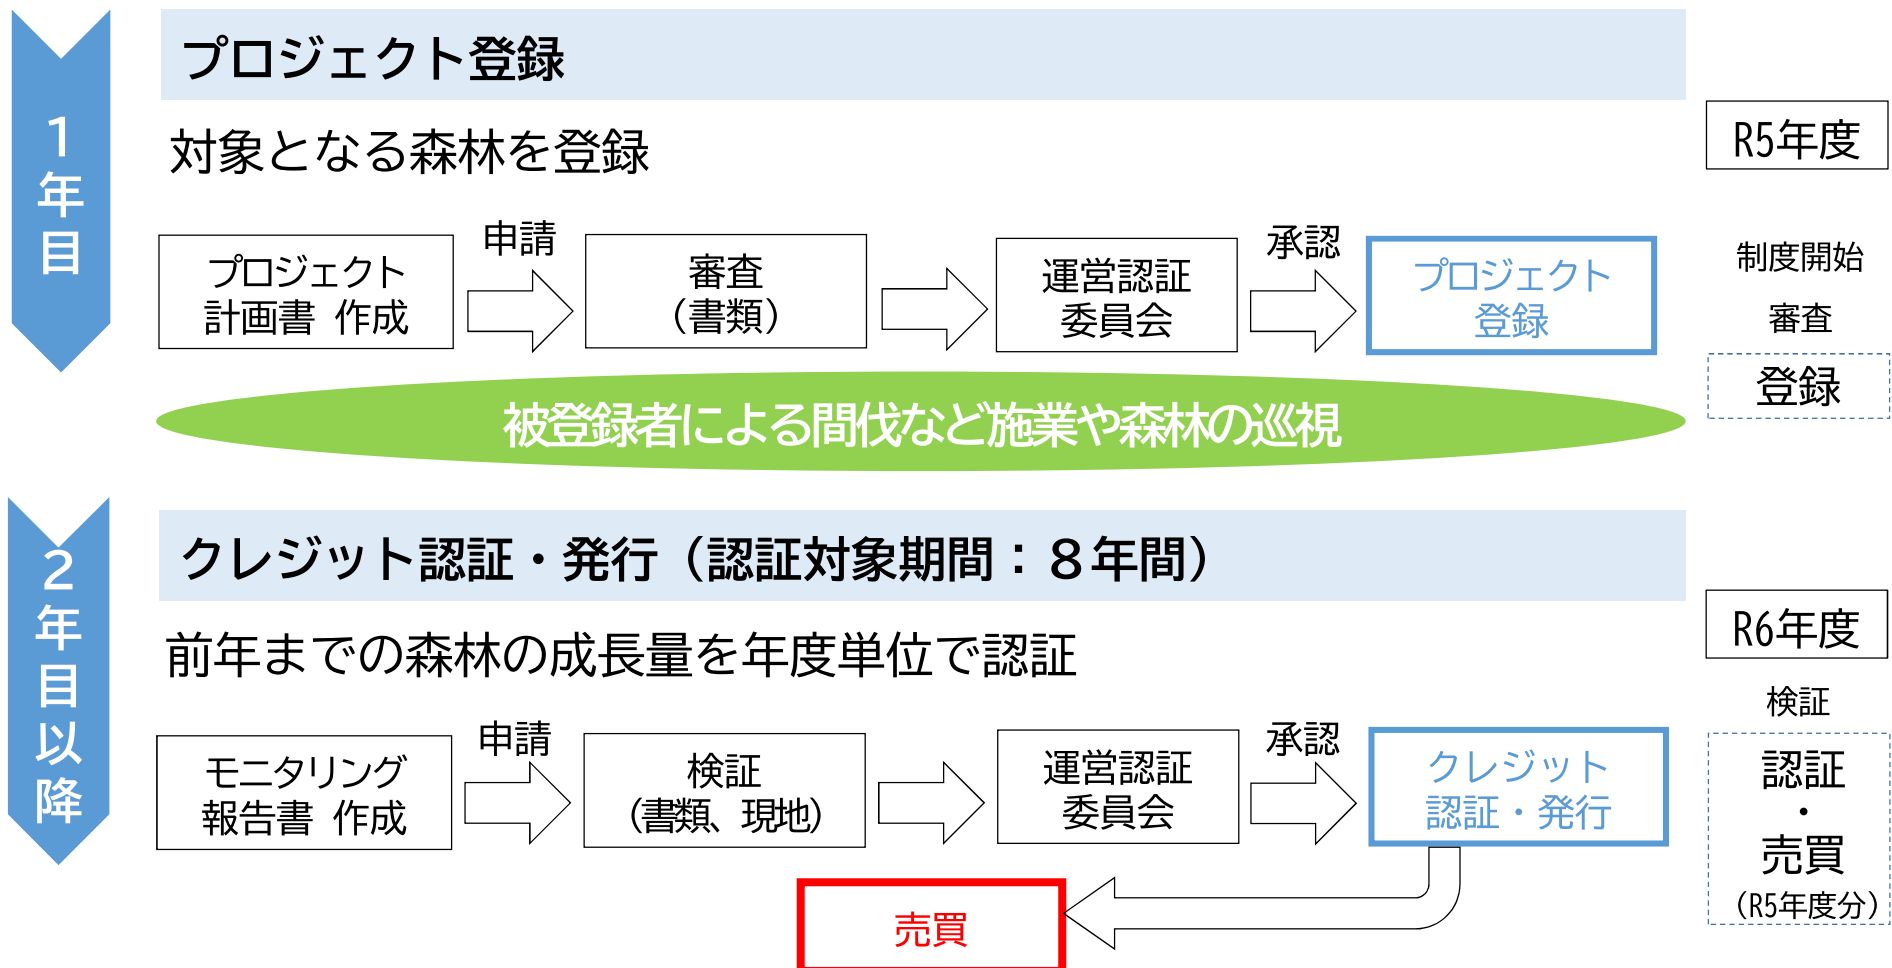 1年目
プロジェクト登録
対象となる森林を登録
プロジェクト
計画書 作成
申請
審査
（書類）
運営認証
委員会
承認
プロジェクト
登録
R5年度
制度開始
審査
登録
被登録者による間伐など施業や森林の巡視
2年目以降
クレジット認証・発行（認証対象期間：８年間）
前年までの森林の成長量を年度単位で認証
モニタリング
報告書 作成
申請
検証
（書類、現地）
運営認証
委員会
承認
クレジット
認証・発行
売買
R6年度
検証
認証
・
売買
（R5年度分）